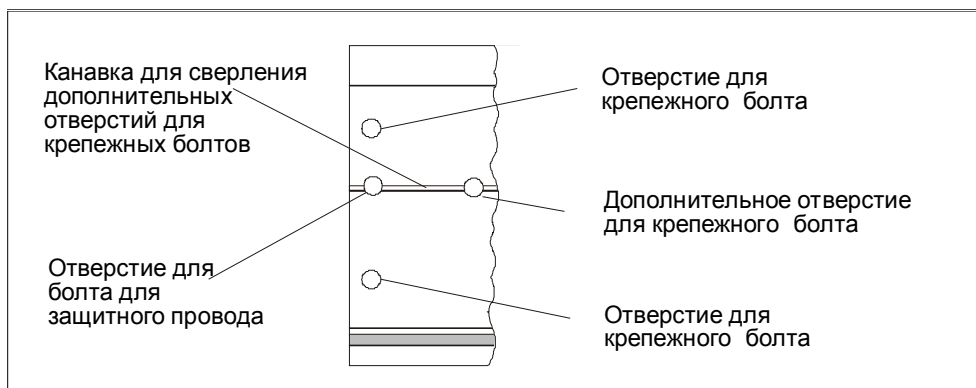 Канавка для сверления
дополнительных
отверстий для
крепежных болтов
Отверстие для
крепежного болта
Дополнительное отверстие
для крепежного болта
Отверстие для
болта для
защитного провода
Отверстие для
крепежного болта